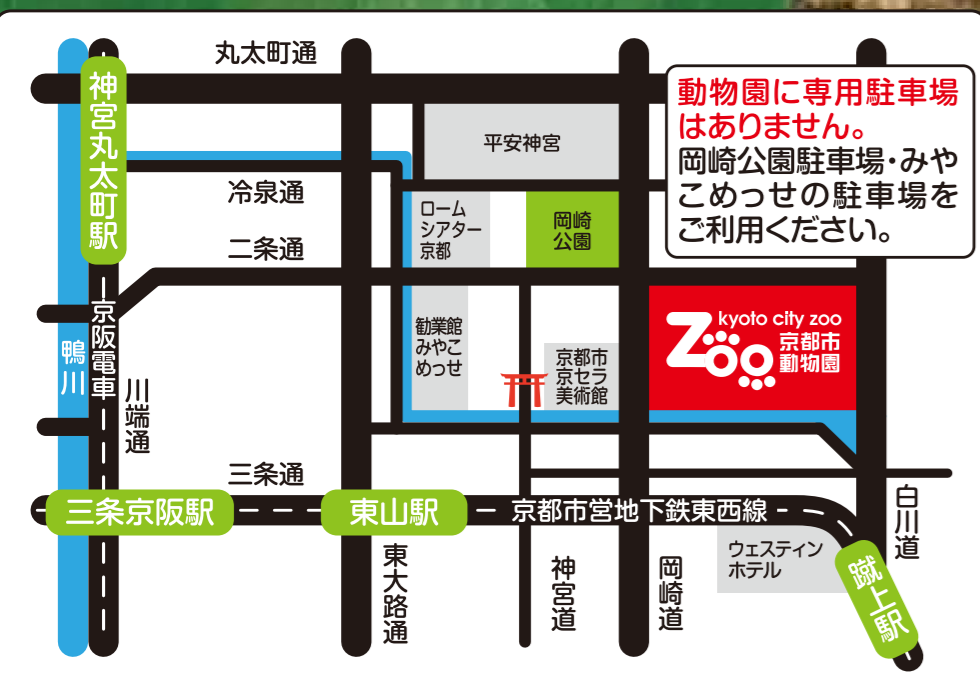 丸太町通
神宮丸太町駅
動物園に専用駐車場
はありません。
岡崎公園駐車場・みや
こめっせの駐車場を
ご利用ください。
平安神宮
冷泉通
ローム
シアター
京都
岡崎
公園
二条通
京阪電車
鴨川
川端通
勧業館
みやこ
めっせ
京都市
京セラ
美術館
Zoo
kyoto city zoo
京都市
動物園
三条通
三条京阪駅
東山駅
京都市営地下鉄東西線
白川道
東大路通
神宮道
岡崎道
ウェスティン
ホテル
蹴上駅